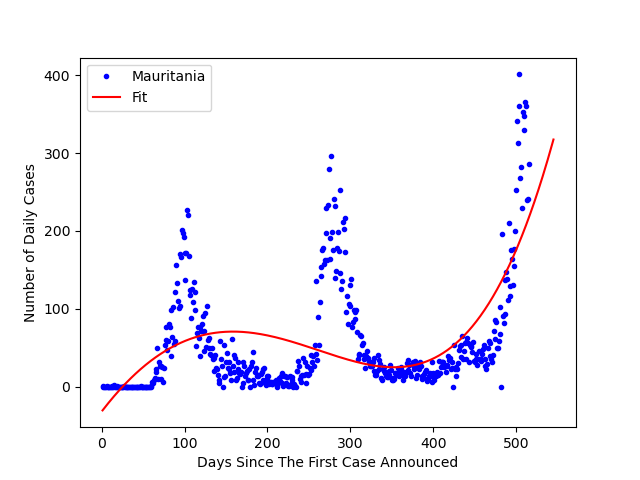 Mauritania
Fit
400
300
200
100
0
Number of Daily Cases
0 100 200 300 400 500
Days Since The First Case Announced